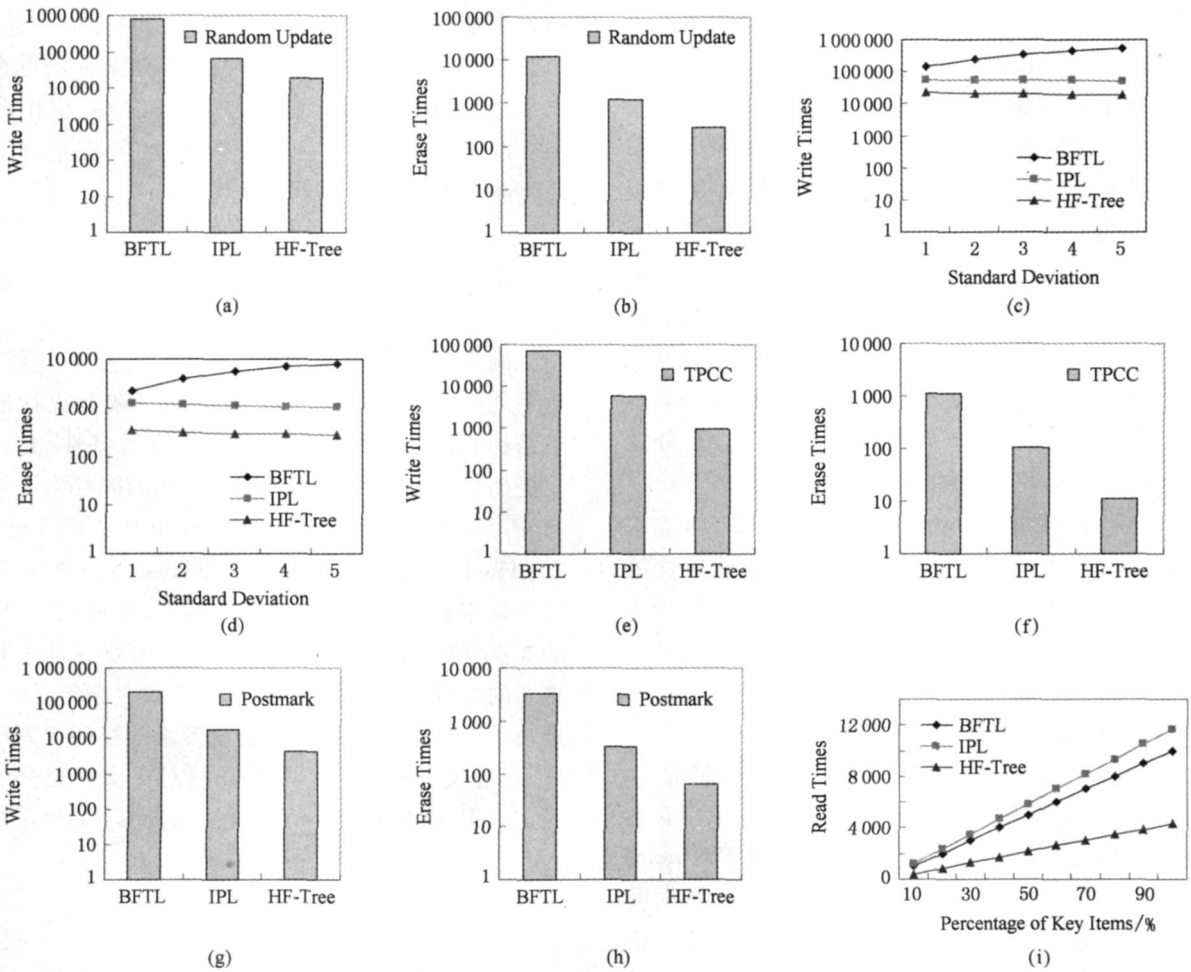 1 000 000
100 000
10 000
1 000
100
10
1
Write Times
Random Update
BFTL IPL HF-Tree
(a)
100 000
10 000
1 000
100
10
1
Erase Times
Random Update
BFTL IPL HF-Tree
(b)
1 000 000
100 000
10 000
1 000
100
10
1
Write Times
BFTL
IPL
HF-Tree
1 2 3 4 5
Standard Deviation
(c)
10 000
1 000
100
10
1
Erase Times
BFTL
IPL
HF-Tree
1 2 3 4 5
Standard Deviation
(d)
100 000
10 000
1 000
100
10
1
Write Times
TPCC
BFTL IPL HF-Tree
(e)
10 000
1 000
100
10
1
Erase Times
TPCC
BFTL IPL HF-Tree
(f)
1 000 000
100 000
10 000
1 000
100
10
1
Write Times
Postmark
BFTL IPL HF-Tree
(g)
10 000
1 000
100
10
1
Erase Times
Postmark
BFTL IPL HF-Tree
(h)
12 000
8 000
4 000
0
Read Times
BFTL
IPL
HF-Tree
10 30 50 70 90
Percentage of Key Items/%
(i)